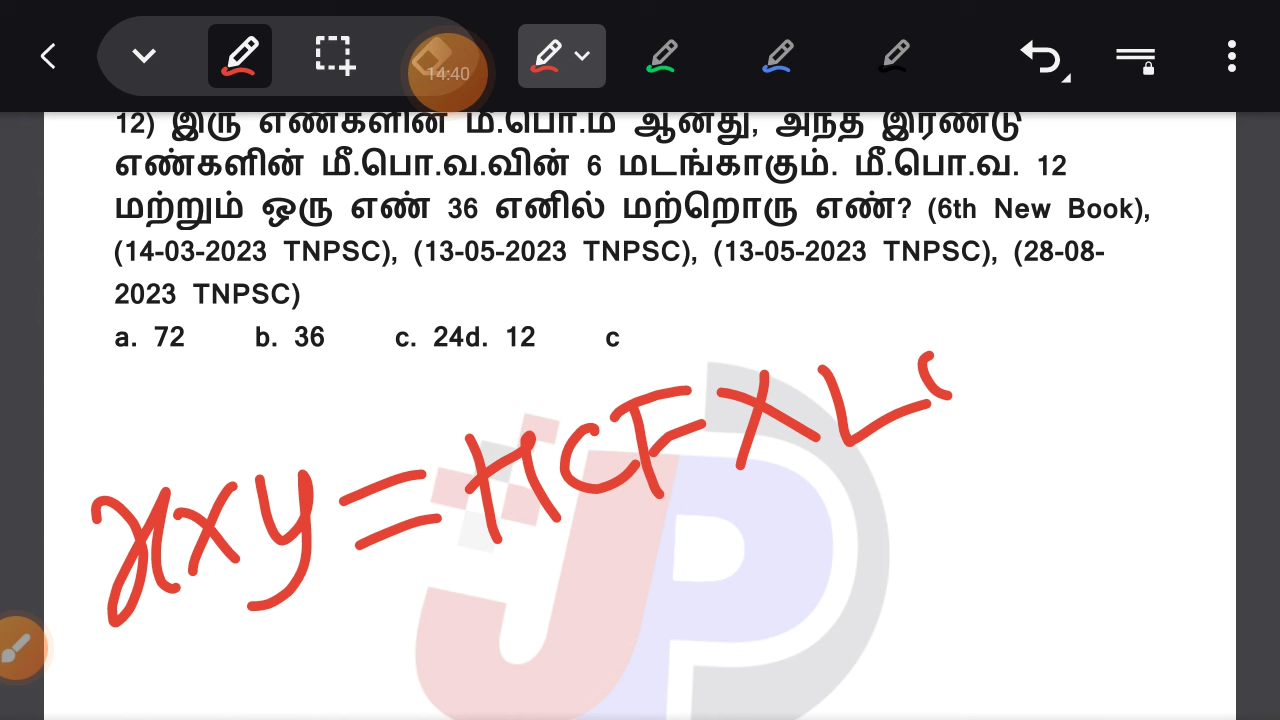 14:40
12) இரு எண்களின் மீ.பொ.ம ஆனது, அந்த இரண்டு
எண்களின் மீ.பொ.வ.வின் 6 மடங்காகும். மீ.பொ.வ. 12
மற்றும் ஒரு எண் 36 எனில் மற்றொரு எண்? (6th New Book),
(14-03-2023 TNPSC), (13-05-2023 TNPSC), (13-05-2023 TNPSC), (28-08-
2023 TNPSC)
a. 72 b. 36 c. 24d. 12 c
x x y = HCF x LC